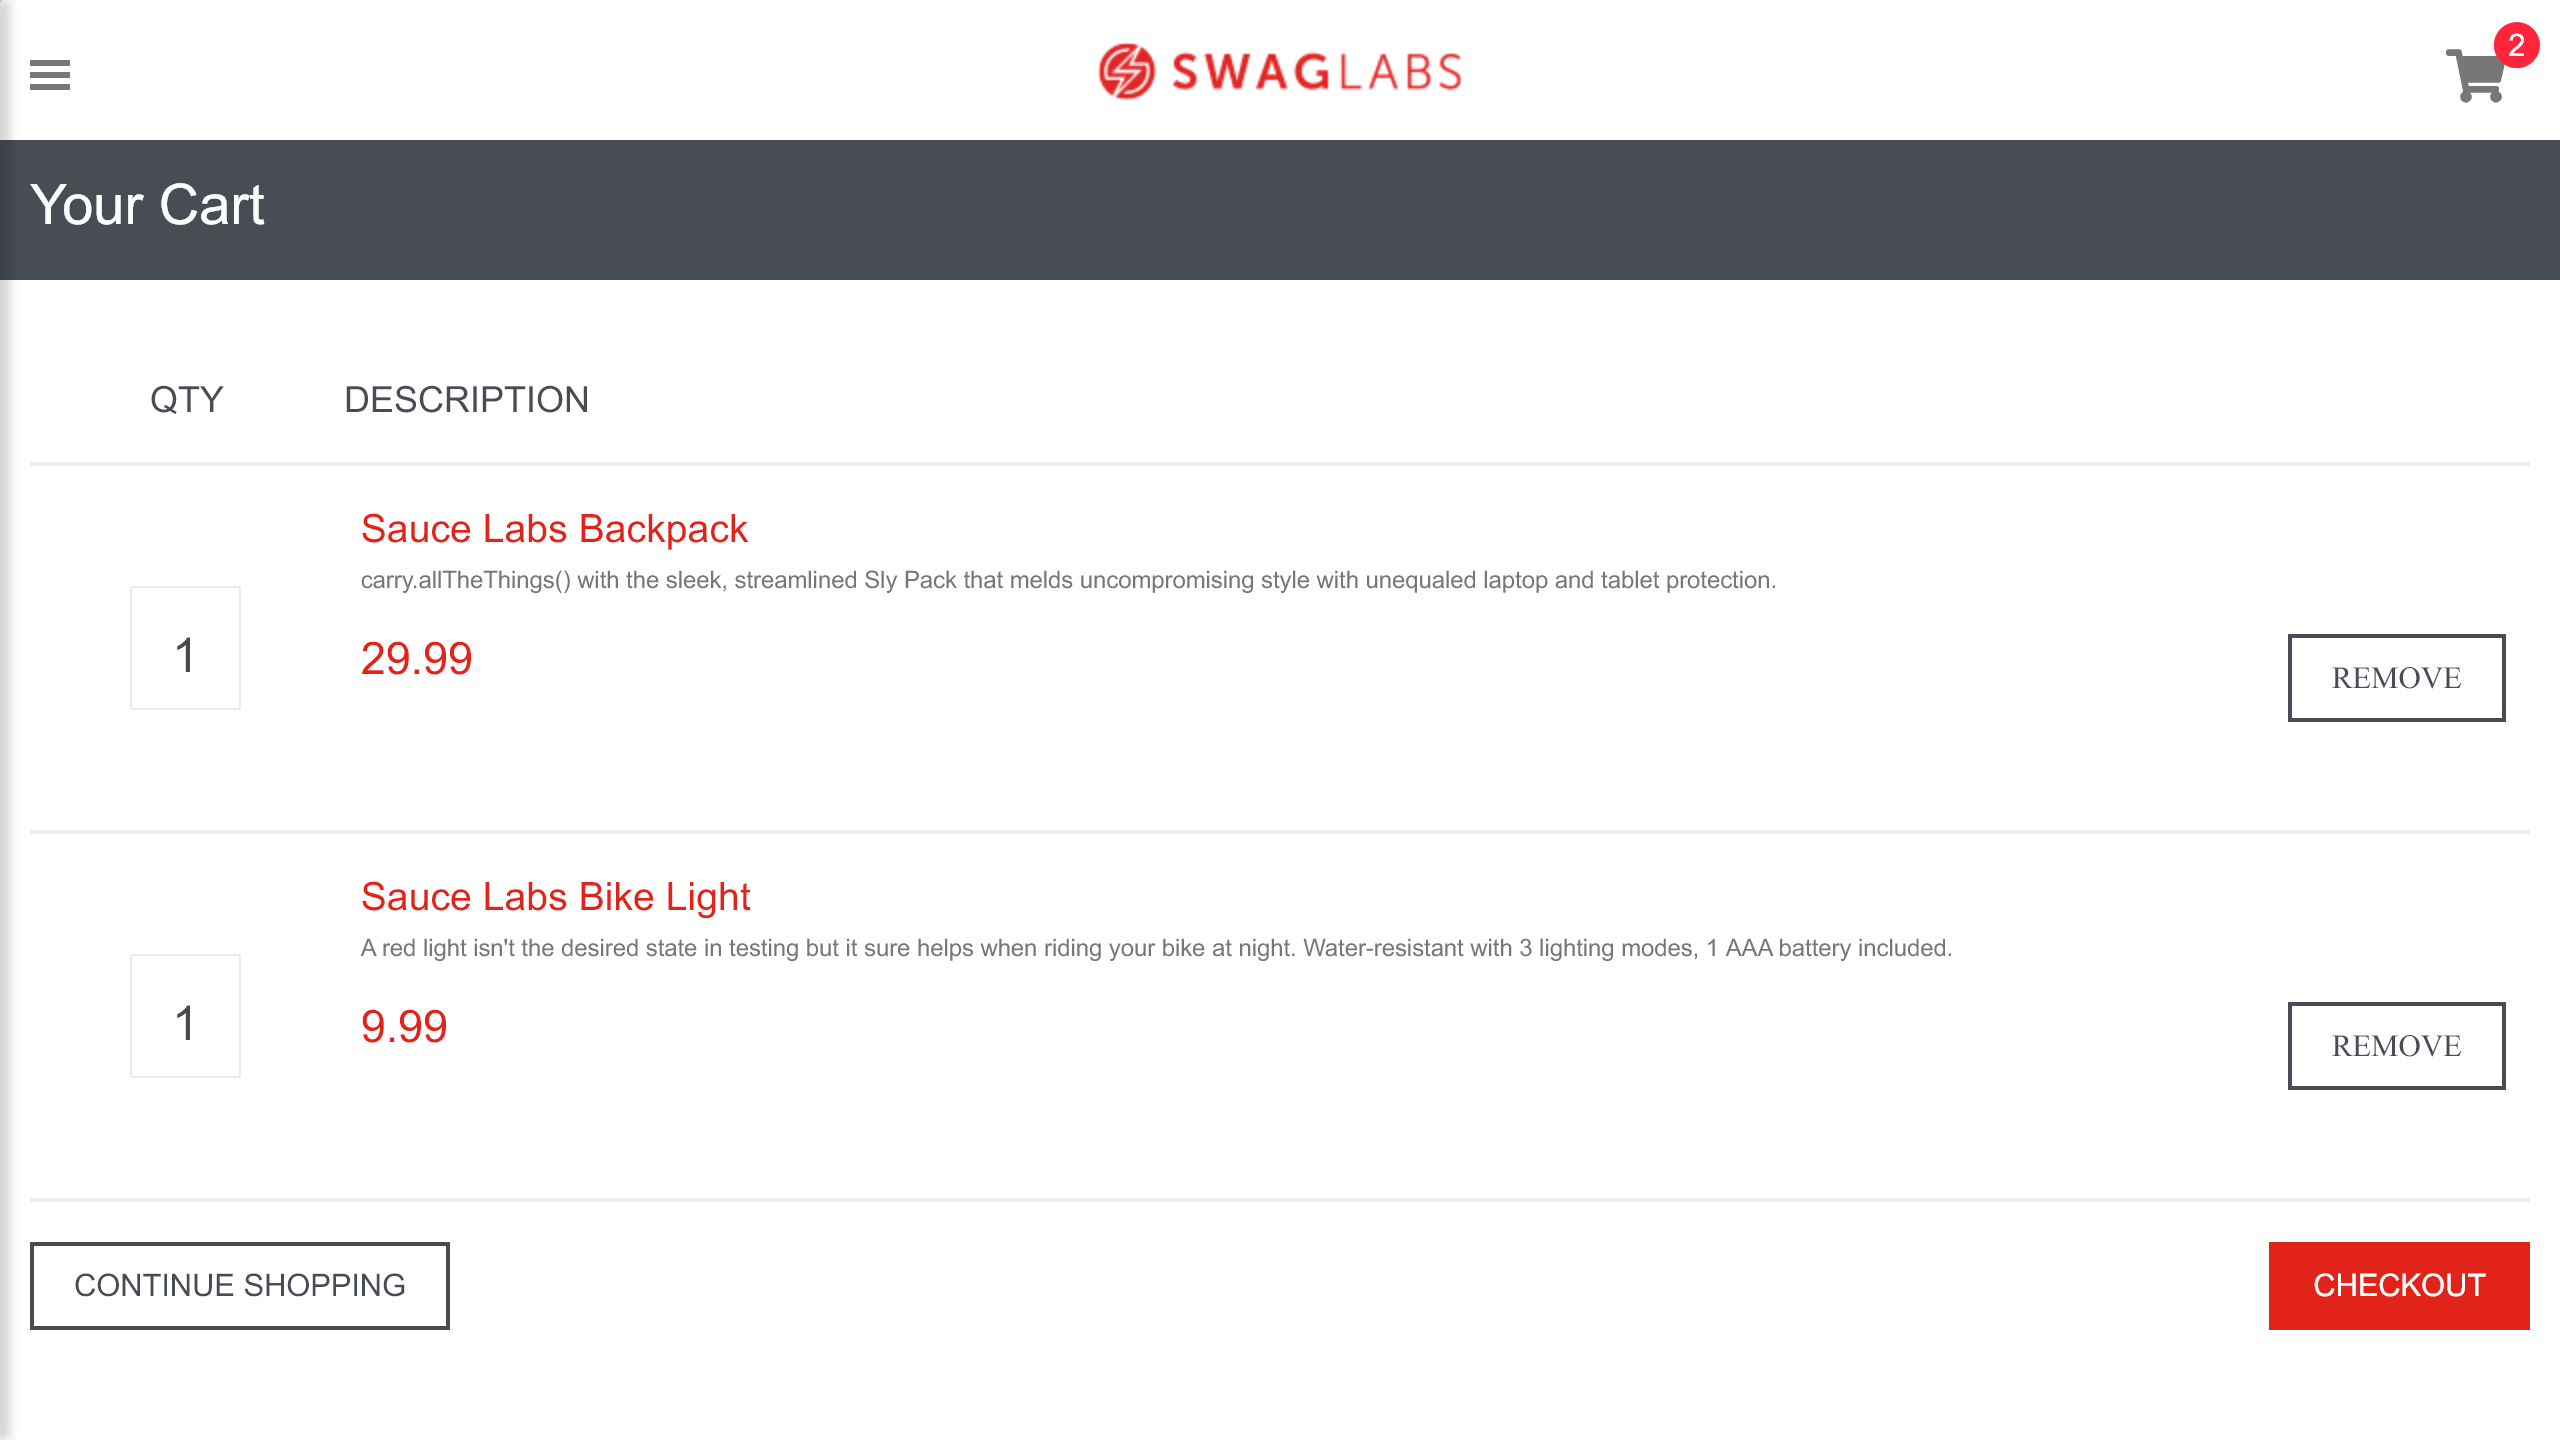 SWAGLABS
2
Your Cart
QTY DESCRIPTION
Sauce Labs Backpack
carry.allTheThings() with the sleek, streamlined Sly Pack that melds uncompromising style with unequaled laptop and tablet protection.
1
29.99
REMOVE
Sauce Labs Bike Light
A red light isn't the desired state in testing but it sure helps when riding your bike at night. Water-resistant with 3 lighting modes, 1 AAA battery included.
1
9.99
REMOVE
CONTINUE SHOPPING
CHECKOUT